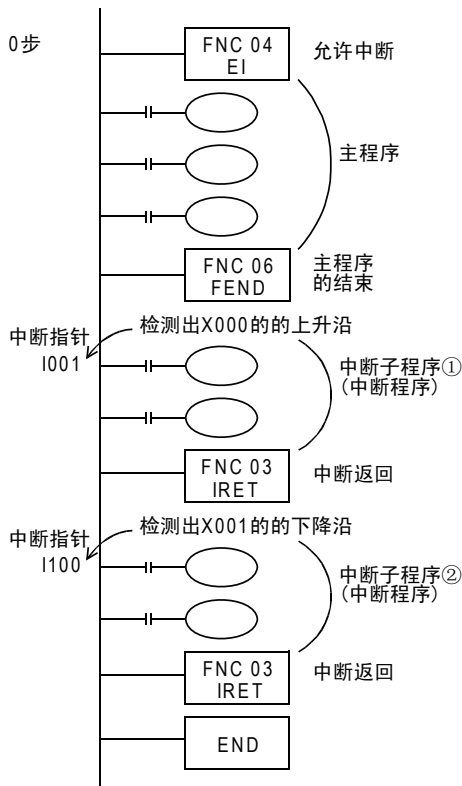 0步
FNC 04
EI
允许中断
主程序
FNC 06
FEND
主程序
的结束
中断指针
I001
检测出X000的的上升沿
中断子程序①
(中断程序)
FNC 03
IRET
中断返回
中断指针
I100
检测出X001的的下降沿
中断子程序②
(中断程序)
FNC 03
IRET
中断返回
END